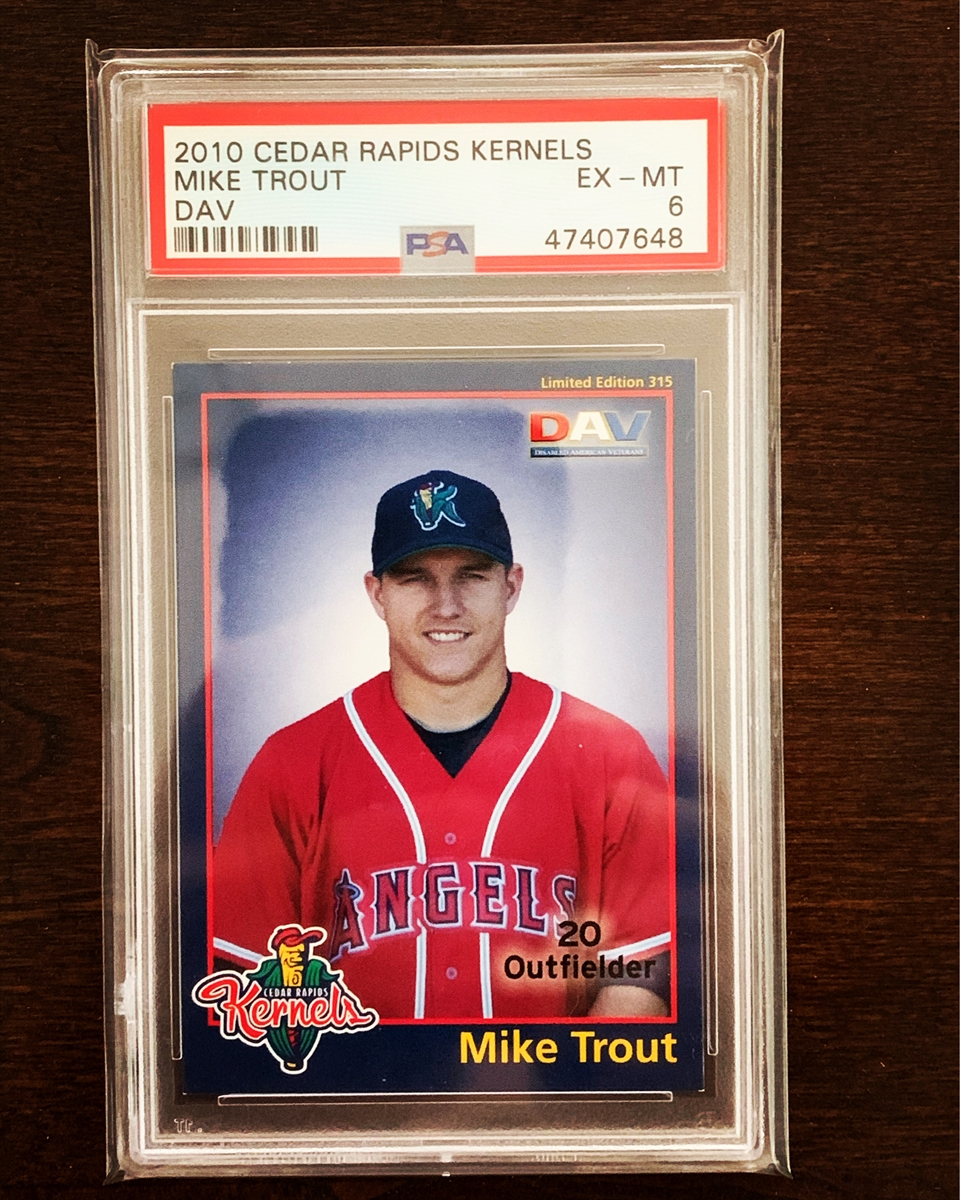 2010 CEDAR RAPIDS KERNELS
MIKE TROUT EX - MT
DAV 6
PSA 47407648
Limited Edition 315
DAV
DISABLED AMERICAN VETERANS
K
ANGELS
20
Outfielder
CEDAR RAPIDS
Kernels
Mike Trout